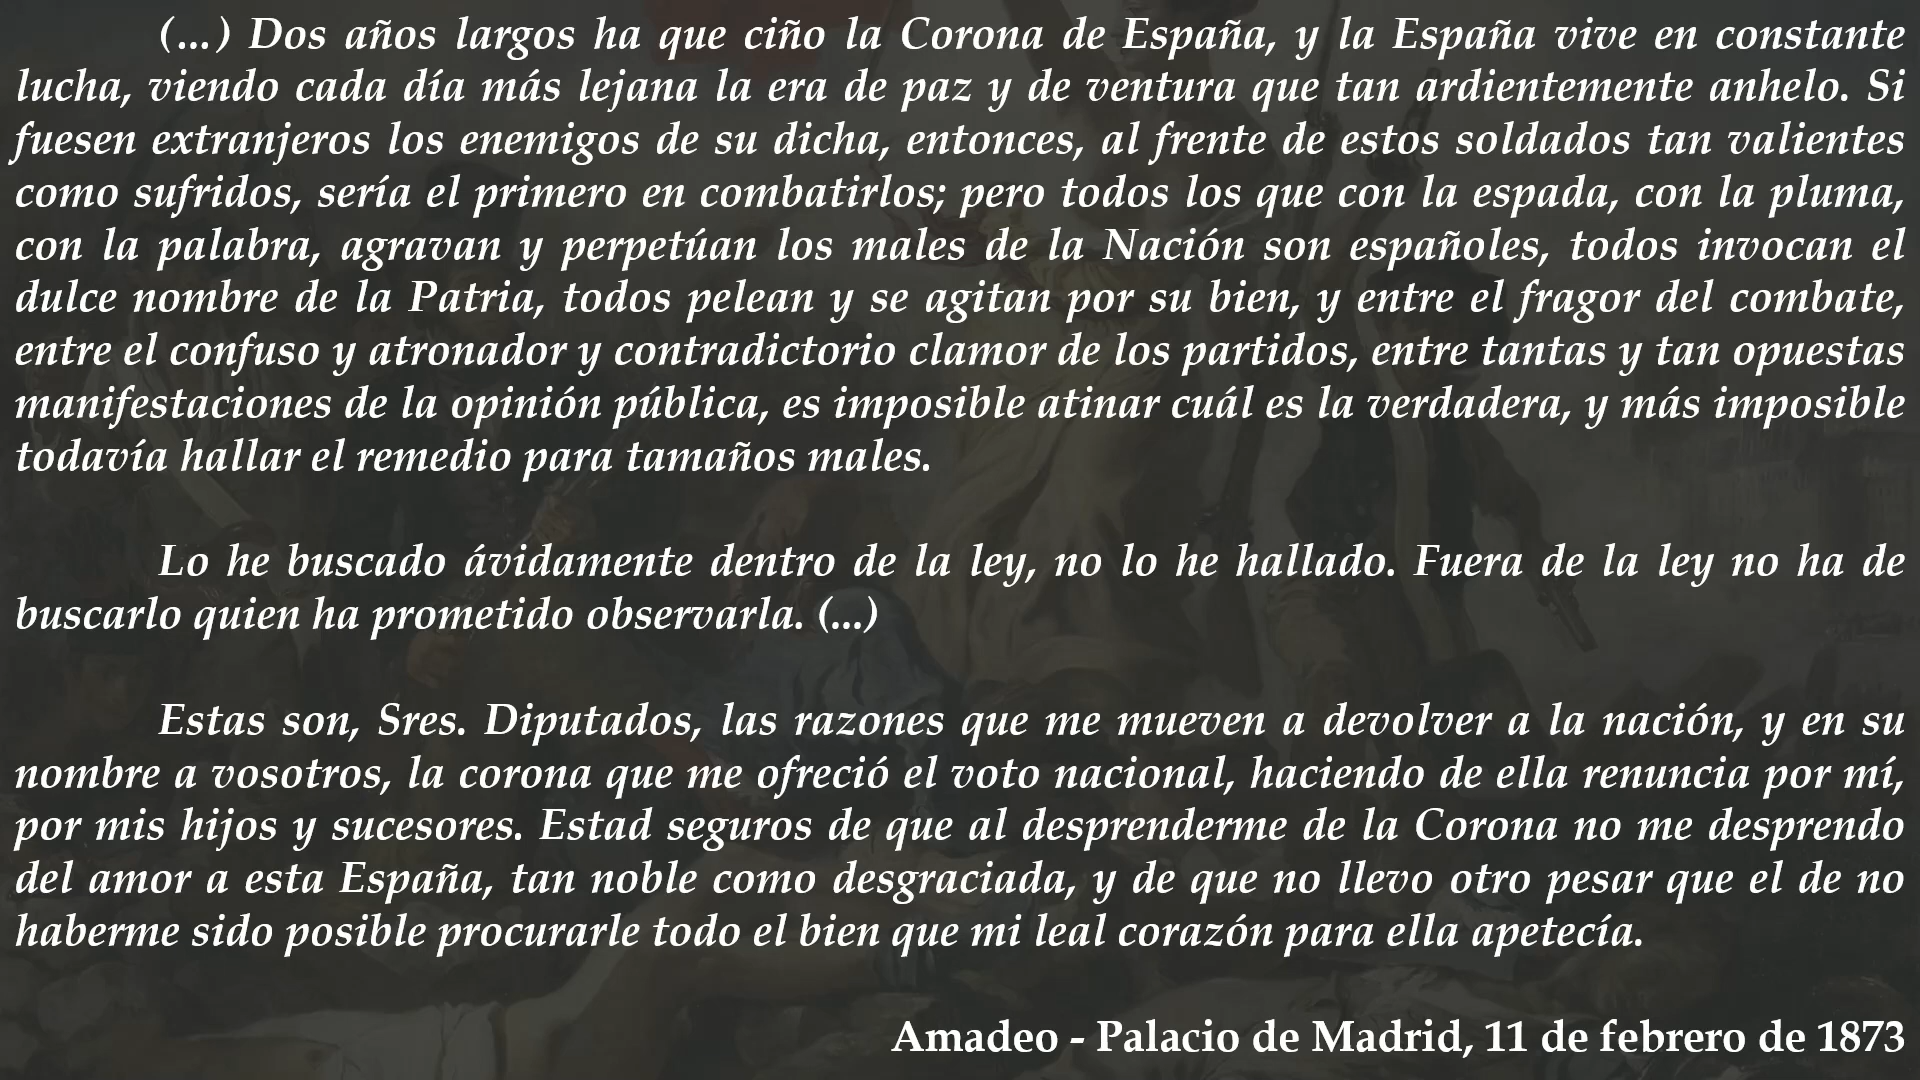 (...) Dos años largos ha que ciño la Corona de España, y la España vive en constante
lucha, viendo cada día más lejana la era de paz y de ventura que tan ardientemente anhelo. Si
fuesen extranjeros los enemigos de su dicha, entonces, al frente de estos soldados tan valientes
como sufridos, sería el primero en combatirlos; pero todos los que con la espada, con la pluma,
con la palabra, agravan y perpetúan los males de la Nación son españoles, todos invocan el
dulce nombre de la Patria, todos pelean y se agitan por su bien, y entre el fragor del combate,
entre el confuso y atronador y contradictorio clamor de los partidos, entre tantas y tan opuestas
manifestaciones de la opinión pública, es imposible atinar cuál es la verdadera, y más imposible
todavía hallar el remedio para tamaños males.
Lo he buscado ávidamente dentro de la ley, no lo he hallado. Fuera de la ley no ha de
buscarlo quien ha prometido observarla. (...)
Estas son, Sres. Diputados, las razones que me mueven a devolver a la nación, y en su
nombre a vosotros, la corona que me ofreció el voto nacional, haciendo de ella renuncia por mí,
por mis hijos y sucesores. Estad seguros de que al desprenderme de la Corona no me desprendo
del amor a esta España, tan noble como desgraciada, y de que no llevo otro pesar que el de no
haberme sido posible procurarle todo el bien que mi leal corazón para ella apetecía.
Amadeo - Palacio de Madrid, 11 de febrero de 1873